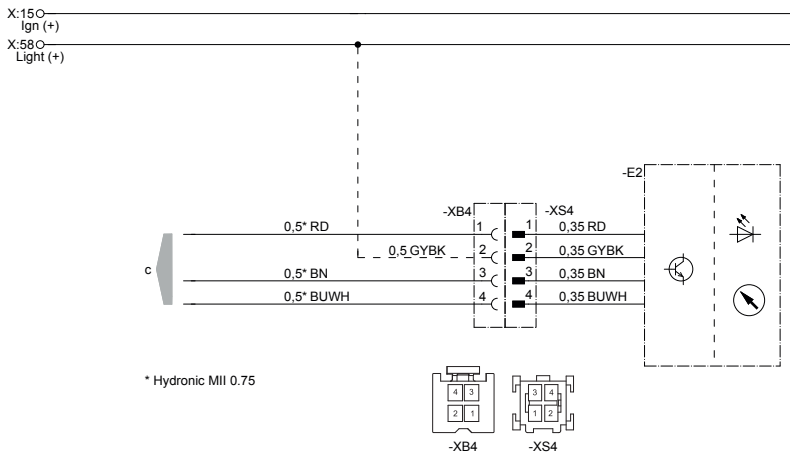 X:15
Ign (+)
X:58
Light (+)
-E2
-XB4
-XS4
0,5* RD
1
1
0,35 RD
0,5 GYBK
2
2
0,35 GYBK
c
0,5* BN
3
3
0,35 BN
0,5* BUWH
4
4
0,35 BUWH
* Hydronic MII 0.75
4 3
2 1
3 4
1 2
-XB4
-XS4